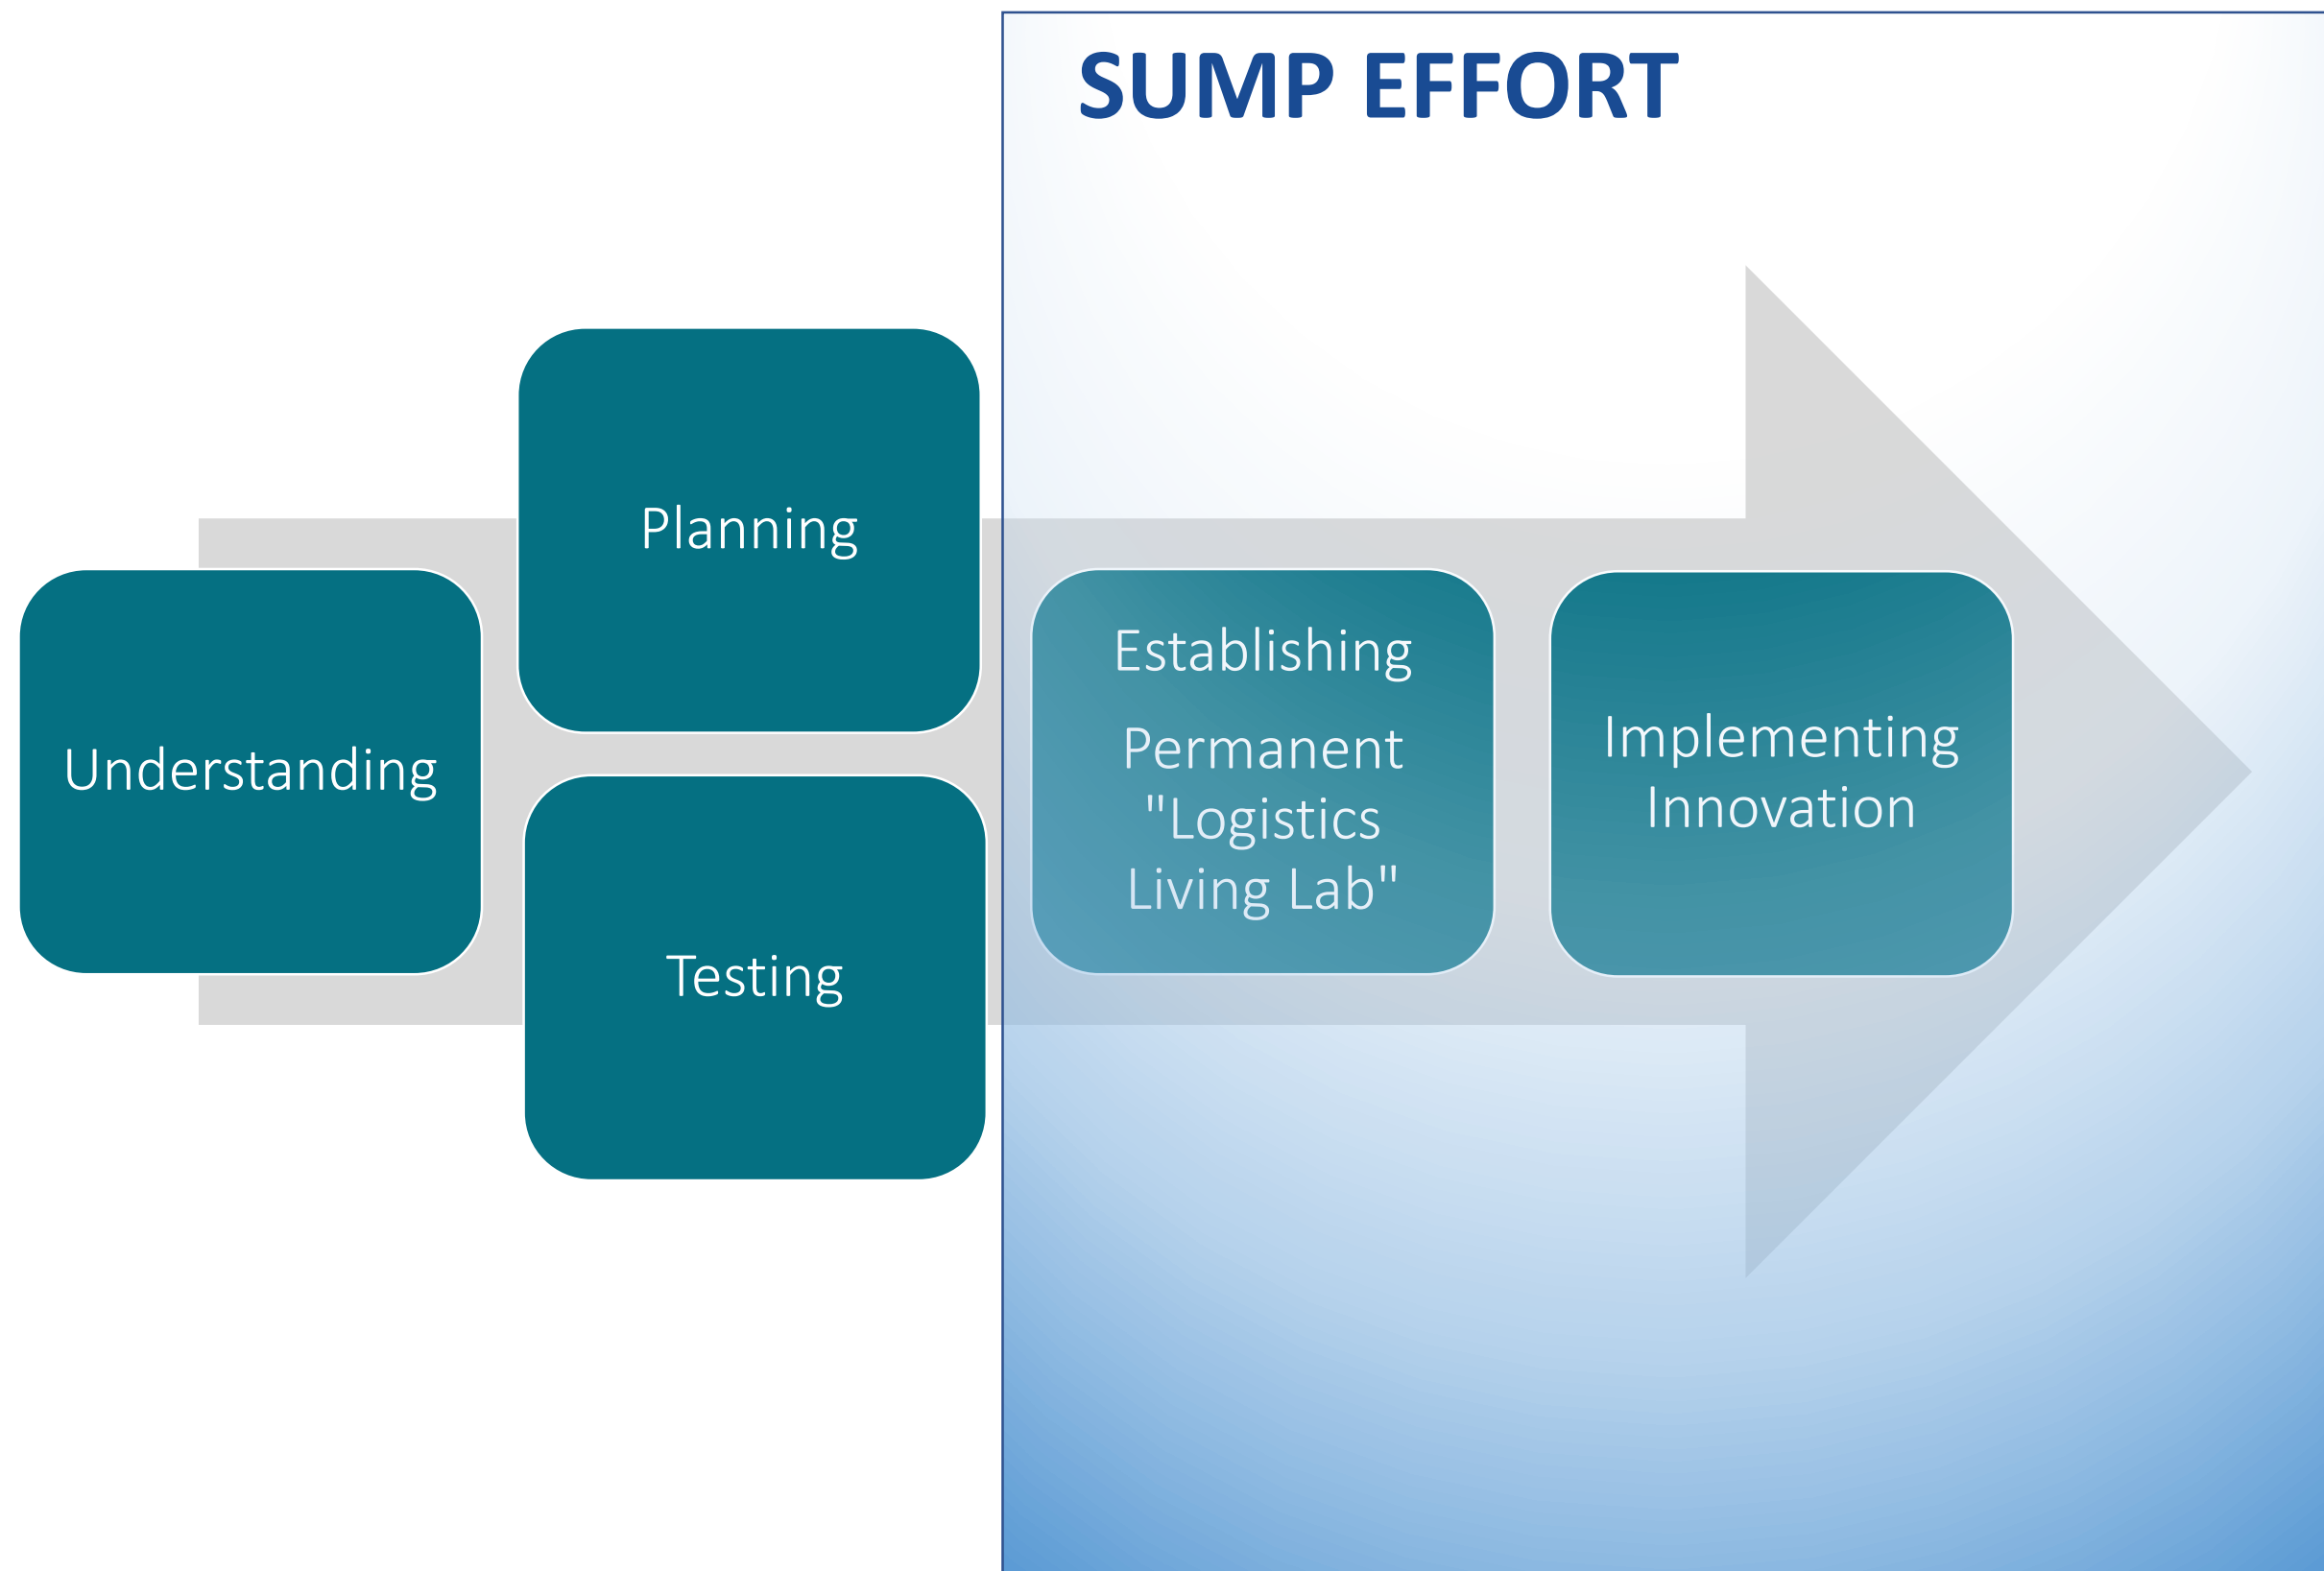 SUMP EFFORT
Understanding
Planning
Testing
Establishing
Permanent
"Logistics
Living Lab"
Implementing
Innovation